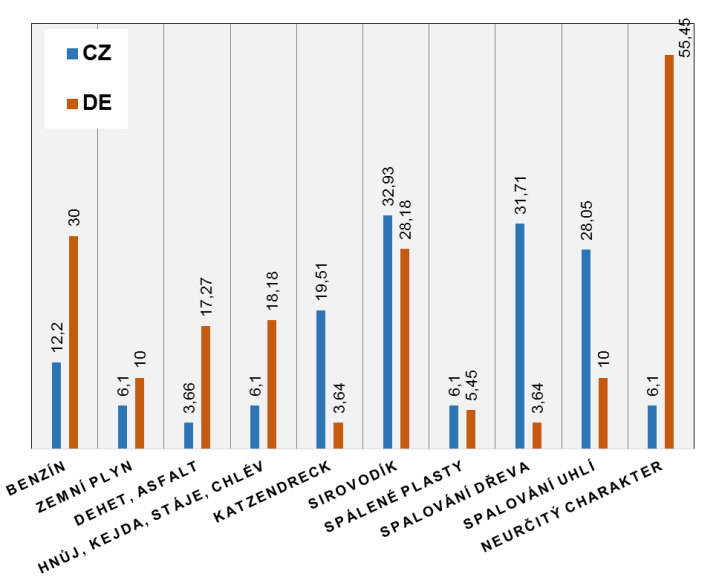 CZ
DE
12,2
30
6,1
10
3,66
17,27
6,1
18,18
19,51
3,64
32,93
28,18
6,1
5,45
31,71
3,64
28,05
10
6,1
55,45
BENZÍN
ZEMNÍ PLYN
DEHET, ASFALT
HNŮJ, KEJDA, STÁJE, CHLÉV
KATZENDRECK
SIROVODÍK
SPÁLENÉ PLASTY
SPALOVÁNÍ DŘEVA
SPALOVÁNÍ UHLÍ
NEURČITÝ CHARAKTER